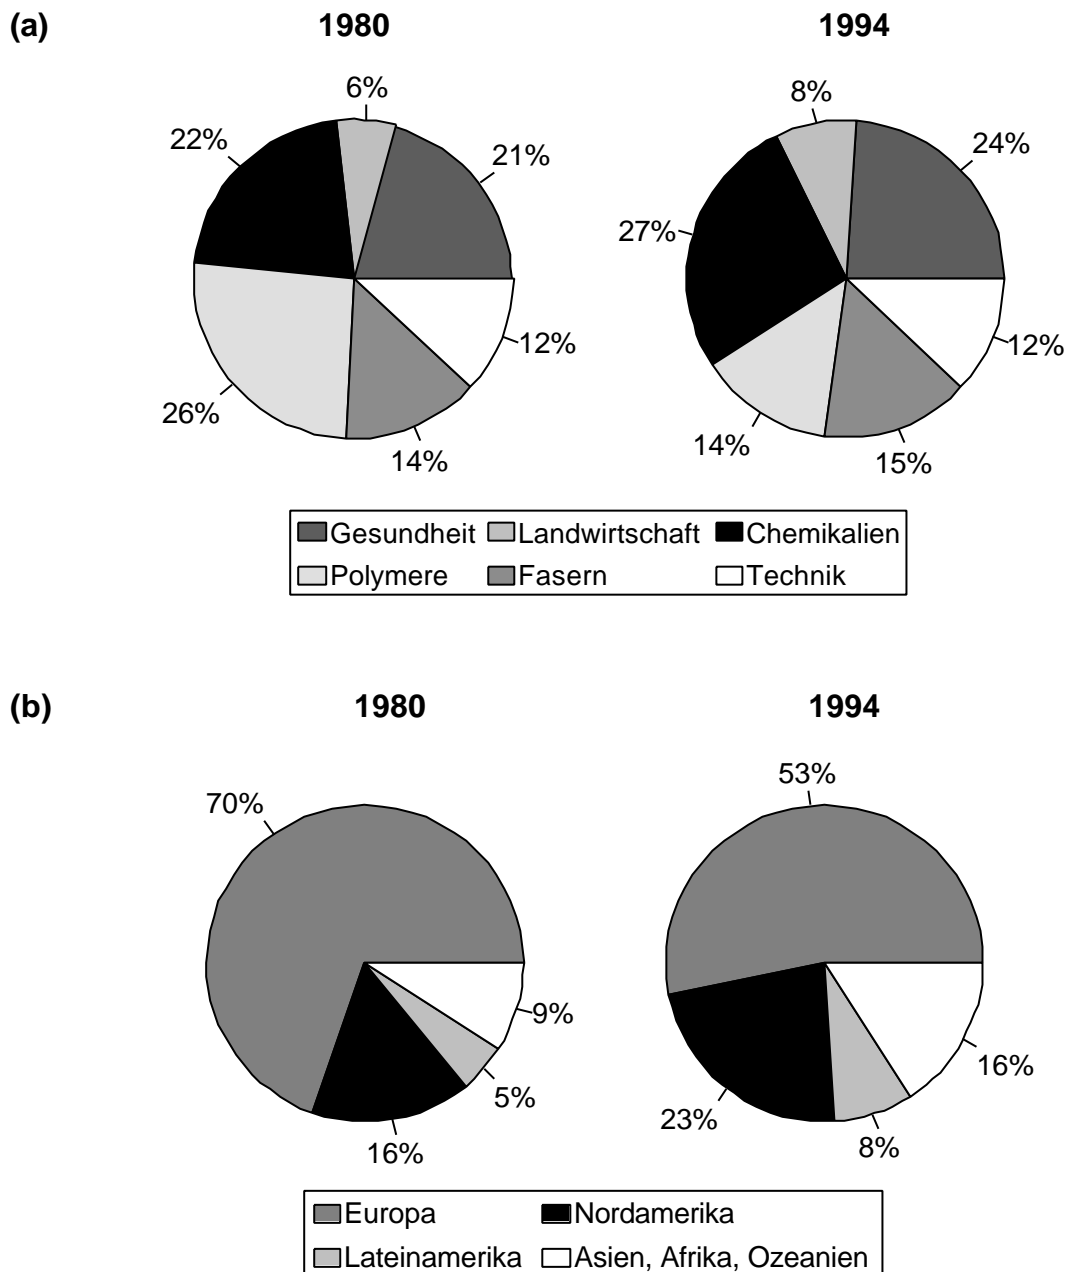 (a) 1980 1994
6% 8%
22% 21% 24%
27%
12% 12%
26% 14% 14% 15%
Gesundheit Landwirtschaft Chemikalien
Polymere Fasern Technik
(b) 1980 1994
70% 53%
9%
5% 16%
16% 23% 8%
Europa Nordamerika
Lateinamerika Asien, Afrika, Ozeanien